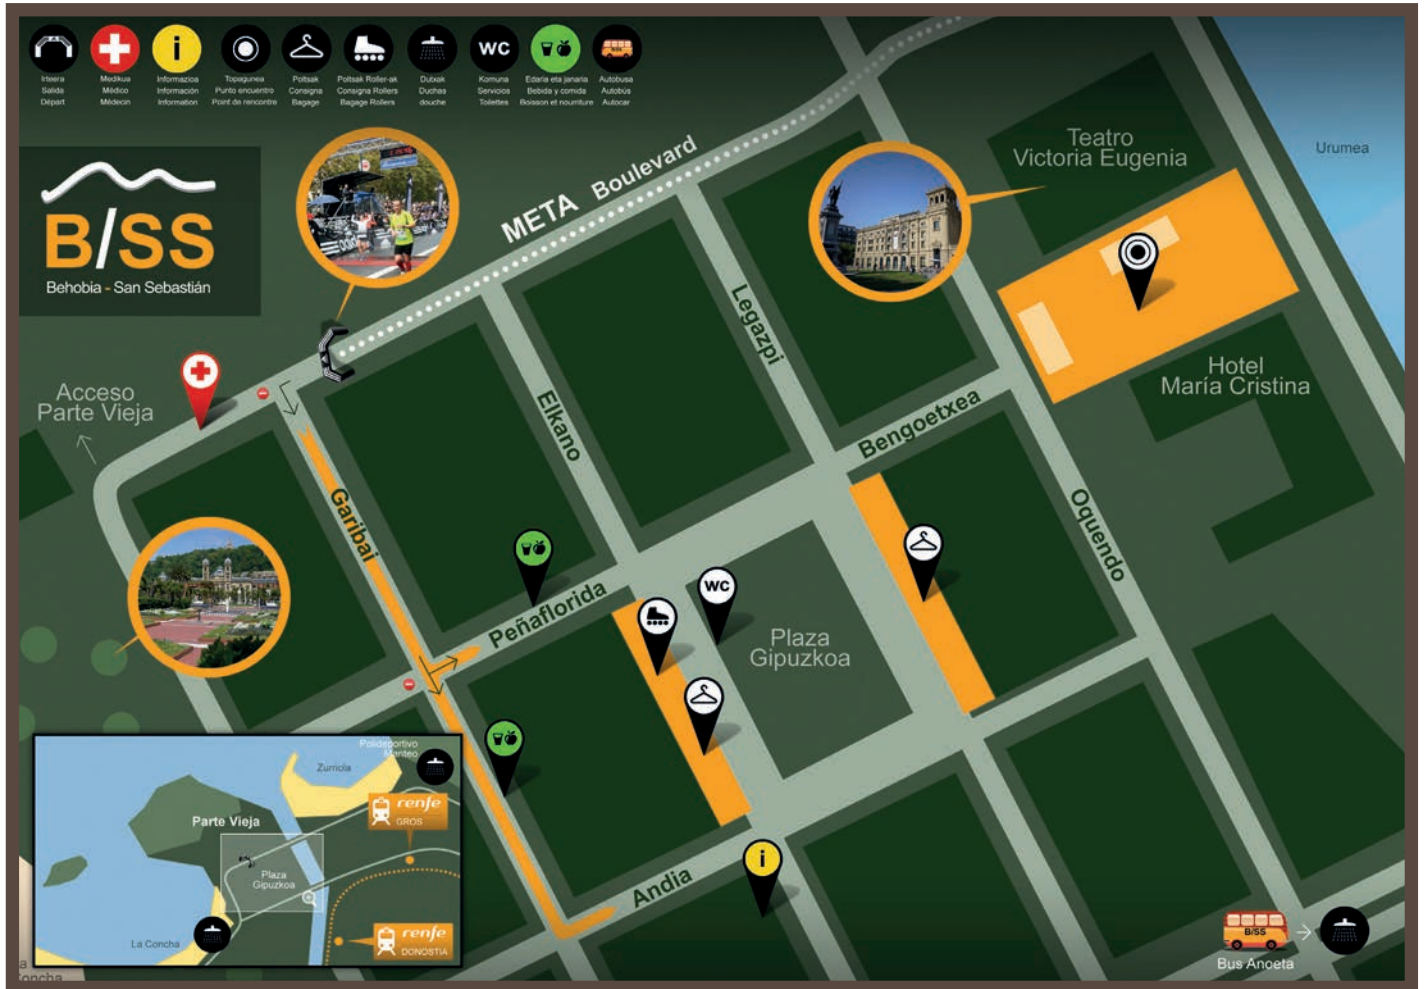 Irteera
Salida
Départ
Medikua
Médico
Médecin
Informazioa
Información
Information
Topagunea
Punto encuentro
Point de rencontre
Poltsak
Consigna
Bagage
Poltsak Roller-ak
Consigna Rollers
Bagage Rollers
Dutxak
Duchas
douche
WC
Komuna
Servicios
Toilettes
Edaria eta janaria
Bebida y comida
Boisson et nourriture
Autobusa
Autobús
Autocar
B/SS
Behobia - San Sebastián
META Boulevard
Teatro
Victoria Eugenia
Urumea
Hotel
María Cristina
Acceso
Parte Vieja
Garibai
Elkano
Legazpi
Bengoetxea
Oquendo
Peñaflorida
WC
Plaza
Gipuzkoa
Andia
i
Polideportivo
Manteo
Zurriola
renfe
GROS
Parte Vieja
Plaza
Gipuzkoa
La Concha
renfe
DONOSTIA
B/SS
Bus Anoeta